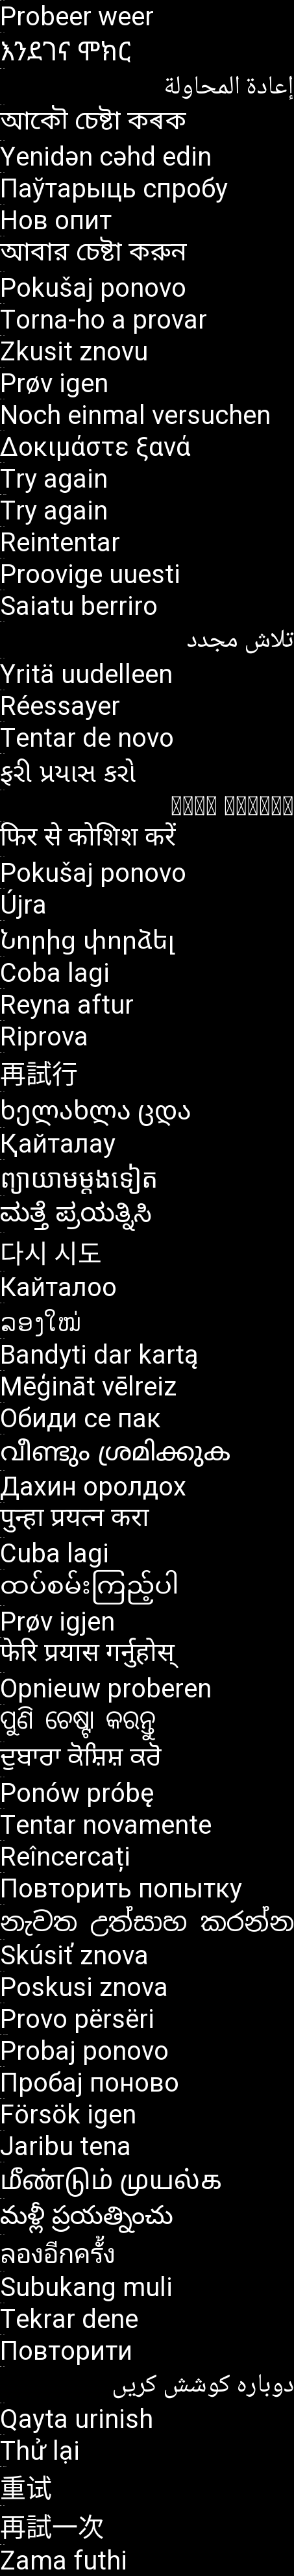 Probeer weer
እንደገና ሞክር
إعادة المحاولة
আকৌ চেষ্টা কৰক
Yenidən cəhd edin
Паўтарыць спробу
Нов опит
আবার চেষ্টা করুন
Pokušaj ponovo
Torna-ho a provar
Zkusit znovu
Prøv igen
Noch einmal versuchen
Δοκιμάστε ξανά
Try again
Try again
Reintentar
Proovige uuesti
Saiatu berriro
تلاش مجدد
Yritä uudelleen
Réessayer
Tentar de novo
ફરી પ્રયાસ કરો
फिर से कोशिश करें
Pokušaj ponovo
Újra
Նորից փորձել
Coba lagi
Reyna aftur
Riprova
再試行
ხელახლა ცდა
Қайталау
ព្យាយាមម្ដងទៀត
ಮತ್ತೆ ಪ್ರಯತ್ನಿಸಿ
다시 시도
Кайталоо
ລອງໃໝ່
Bandyti dar kartą
Mēģināt vēlreiz
Обиди се пак
വീണ്ടും ശ്രമിക്കുക
Дахин оролдох
पुन्हा प्रयत्न करा
Cuba lagi
ထပ်စမ်းကြည့်ပါ
Prøv igjen
फेरि प्रयास गर्नुहोस्
Opnieuw proberen
ପୁଣି ଚେଷ୍ଟା କରନ୍ତୁ
ਦੁਬਾਰਾ ਕੋਸ਼ਿਸ਼ ਕਰੋ
Ponów próbę
Tentar novamente
Reîncercați
Повторить попытку
නැවත උත්සාහ කරන්න
Skúsiť znova
Poskusi znova
Provo përsëri
Probaj ponovo
Пробај поново
Försök igen
Jaribu tena
மீண்டும் முயல்க
మళ్లీ ప్రయత్నించు
ลองอีกครั้ง
Subukang muli
Tekrar dene
Повторити
دوبارہ کوشش کریں
Qayta urinish
Thử lại
重试
再試一次
Zama futhi